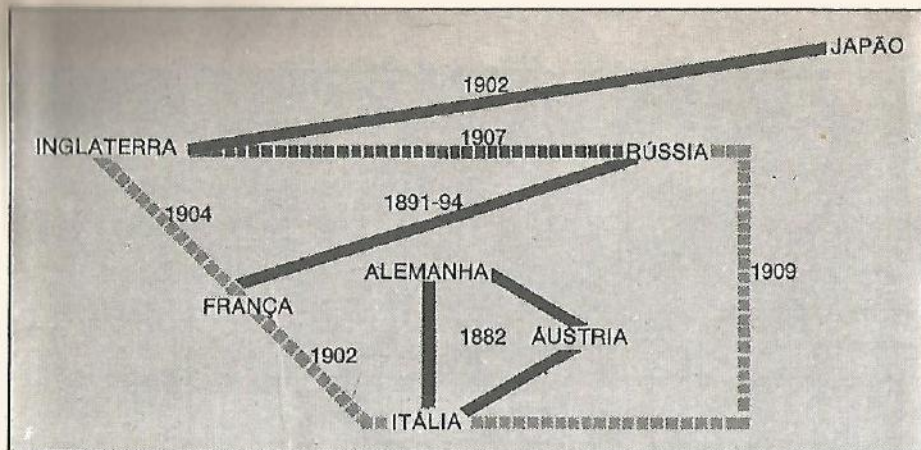 JAPÃO
1902
INGLATERRA
1907
RÚSSIA
1904
1891-94
ALEMANHA
1909
FRANÇA
1882
ÁUSTRIA
1902
ITÁLIA